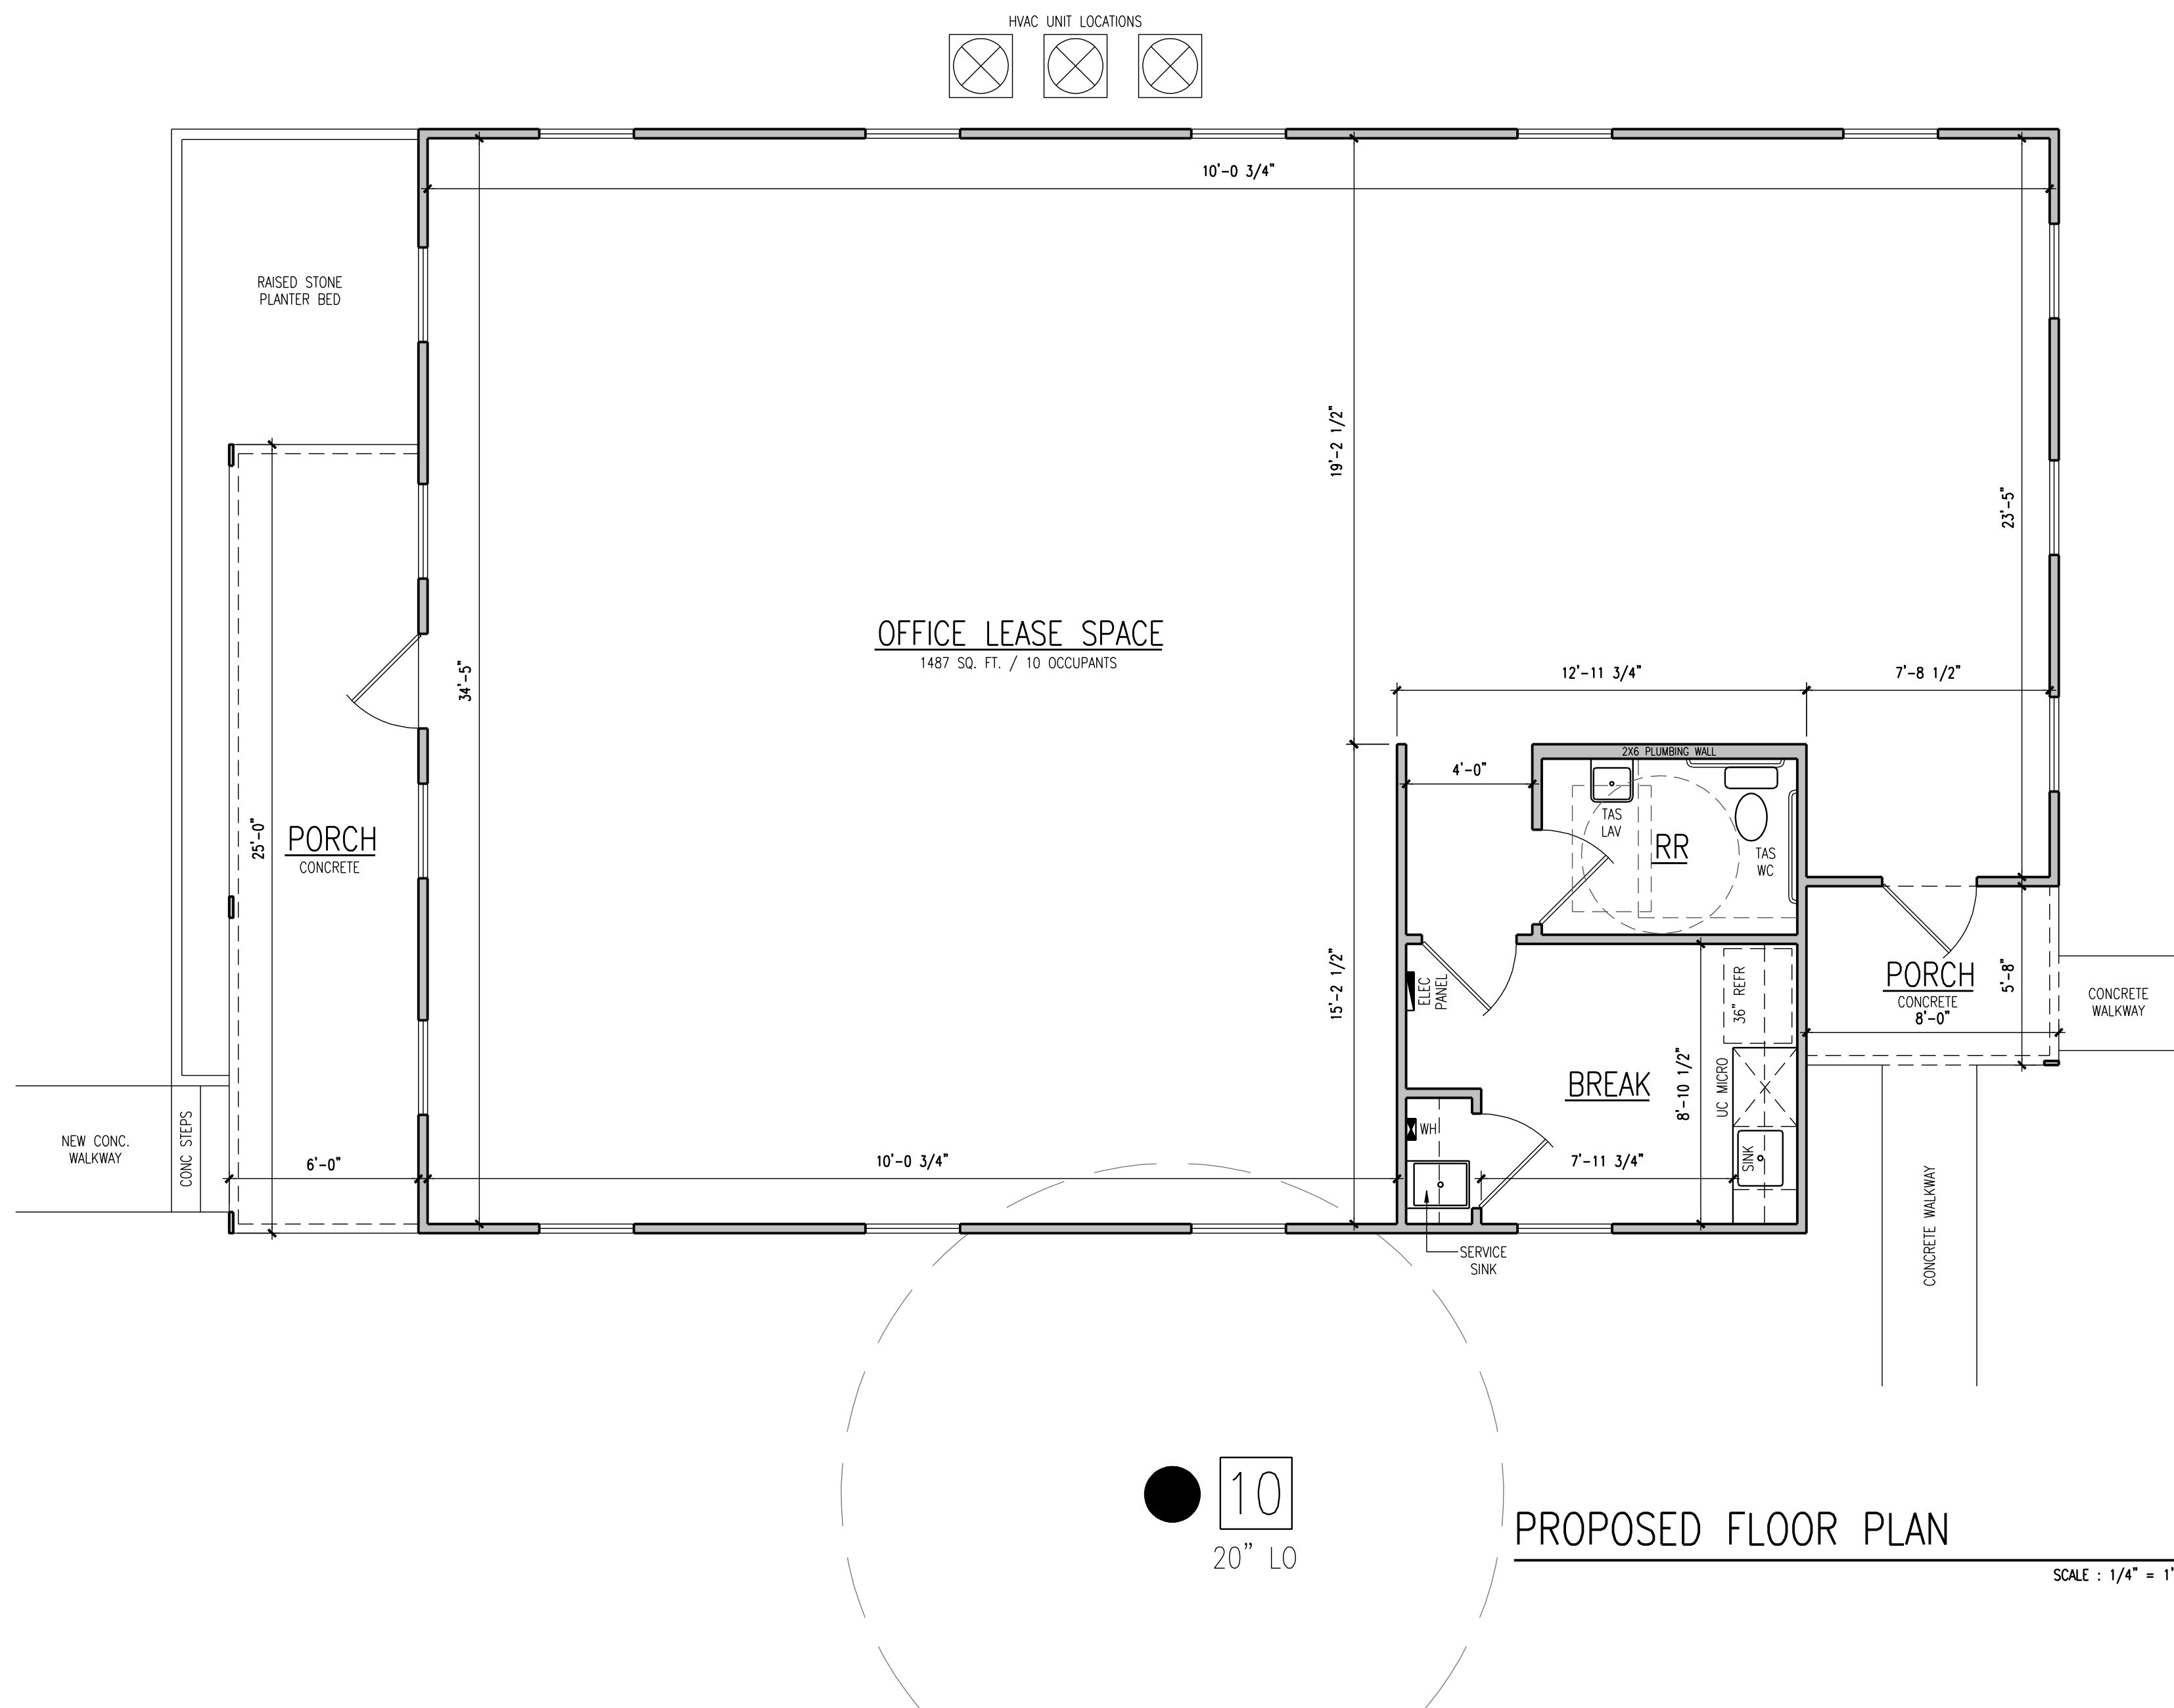 HVAC UNIT LOCATIONS
10'-0 3/4"
RAISED STONE
PLANTER BED
19'-2 1/2"
23'-5"
34'-5"
OFFICE LEASE SPACE
1487 SQ. FT. / 10 OCCUPANTS
12'-11 3/4"
7'-8 1/2"
2X6 PLUMBING WALL
4'-0"
TAS
LAV
RR
TAS
WC
25'-0"
PORCH
CONCRETE
15'-2 1/2"
ELEC
PANEL
36" REFR
PORCH
CONCRETE
8'-0"
5'-8"
CONCRETE
WALKWAY
BREAK
8'-10 1/2"
UC MICRO
SINK
WH
NEW CONC.
WALKWAY
CONC STEPS
6'-0"
10'-0 3/4"
7'-11 3/4"
SERVICE
SINK
CONCRETE WALKWAY
10
20" LO
PROPOSED FLOOR PLAN
SCALE : 1/4" = 1'